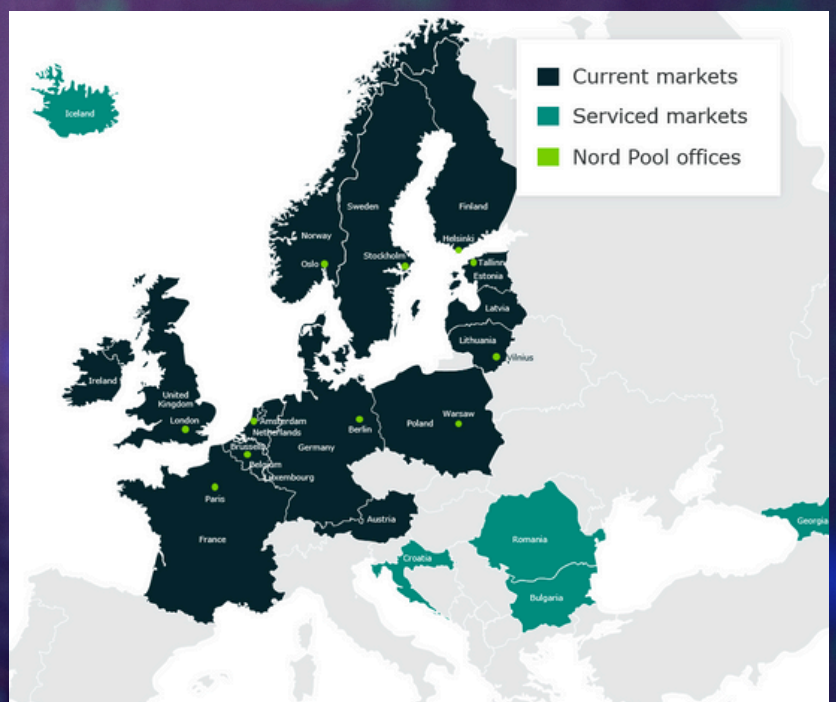 Current markets
Serviced markets
Nord Pool offices
Iceland
Sweden
Finland
Norway
Helsinki
Oslo
Stockholm
Tallinn
Estonia
Latvia
Lithuania
Vilnius
Ireland
United
Kingdom
London
Amsterdam
Netherlands
Berlin
Poland
Warsaw
Brussels
Germany
Belgium
Luxembourg
Paris
Austria
France
Georgia
Romania
Croatia
Bulgaria